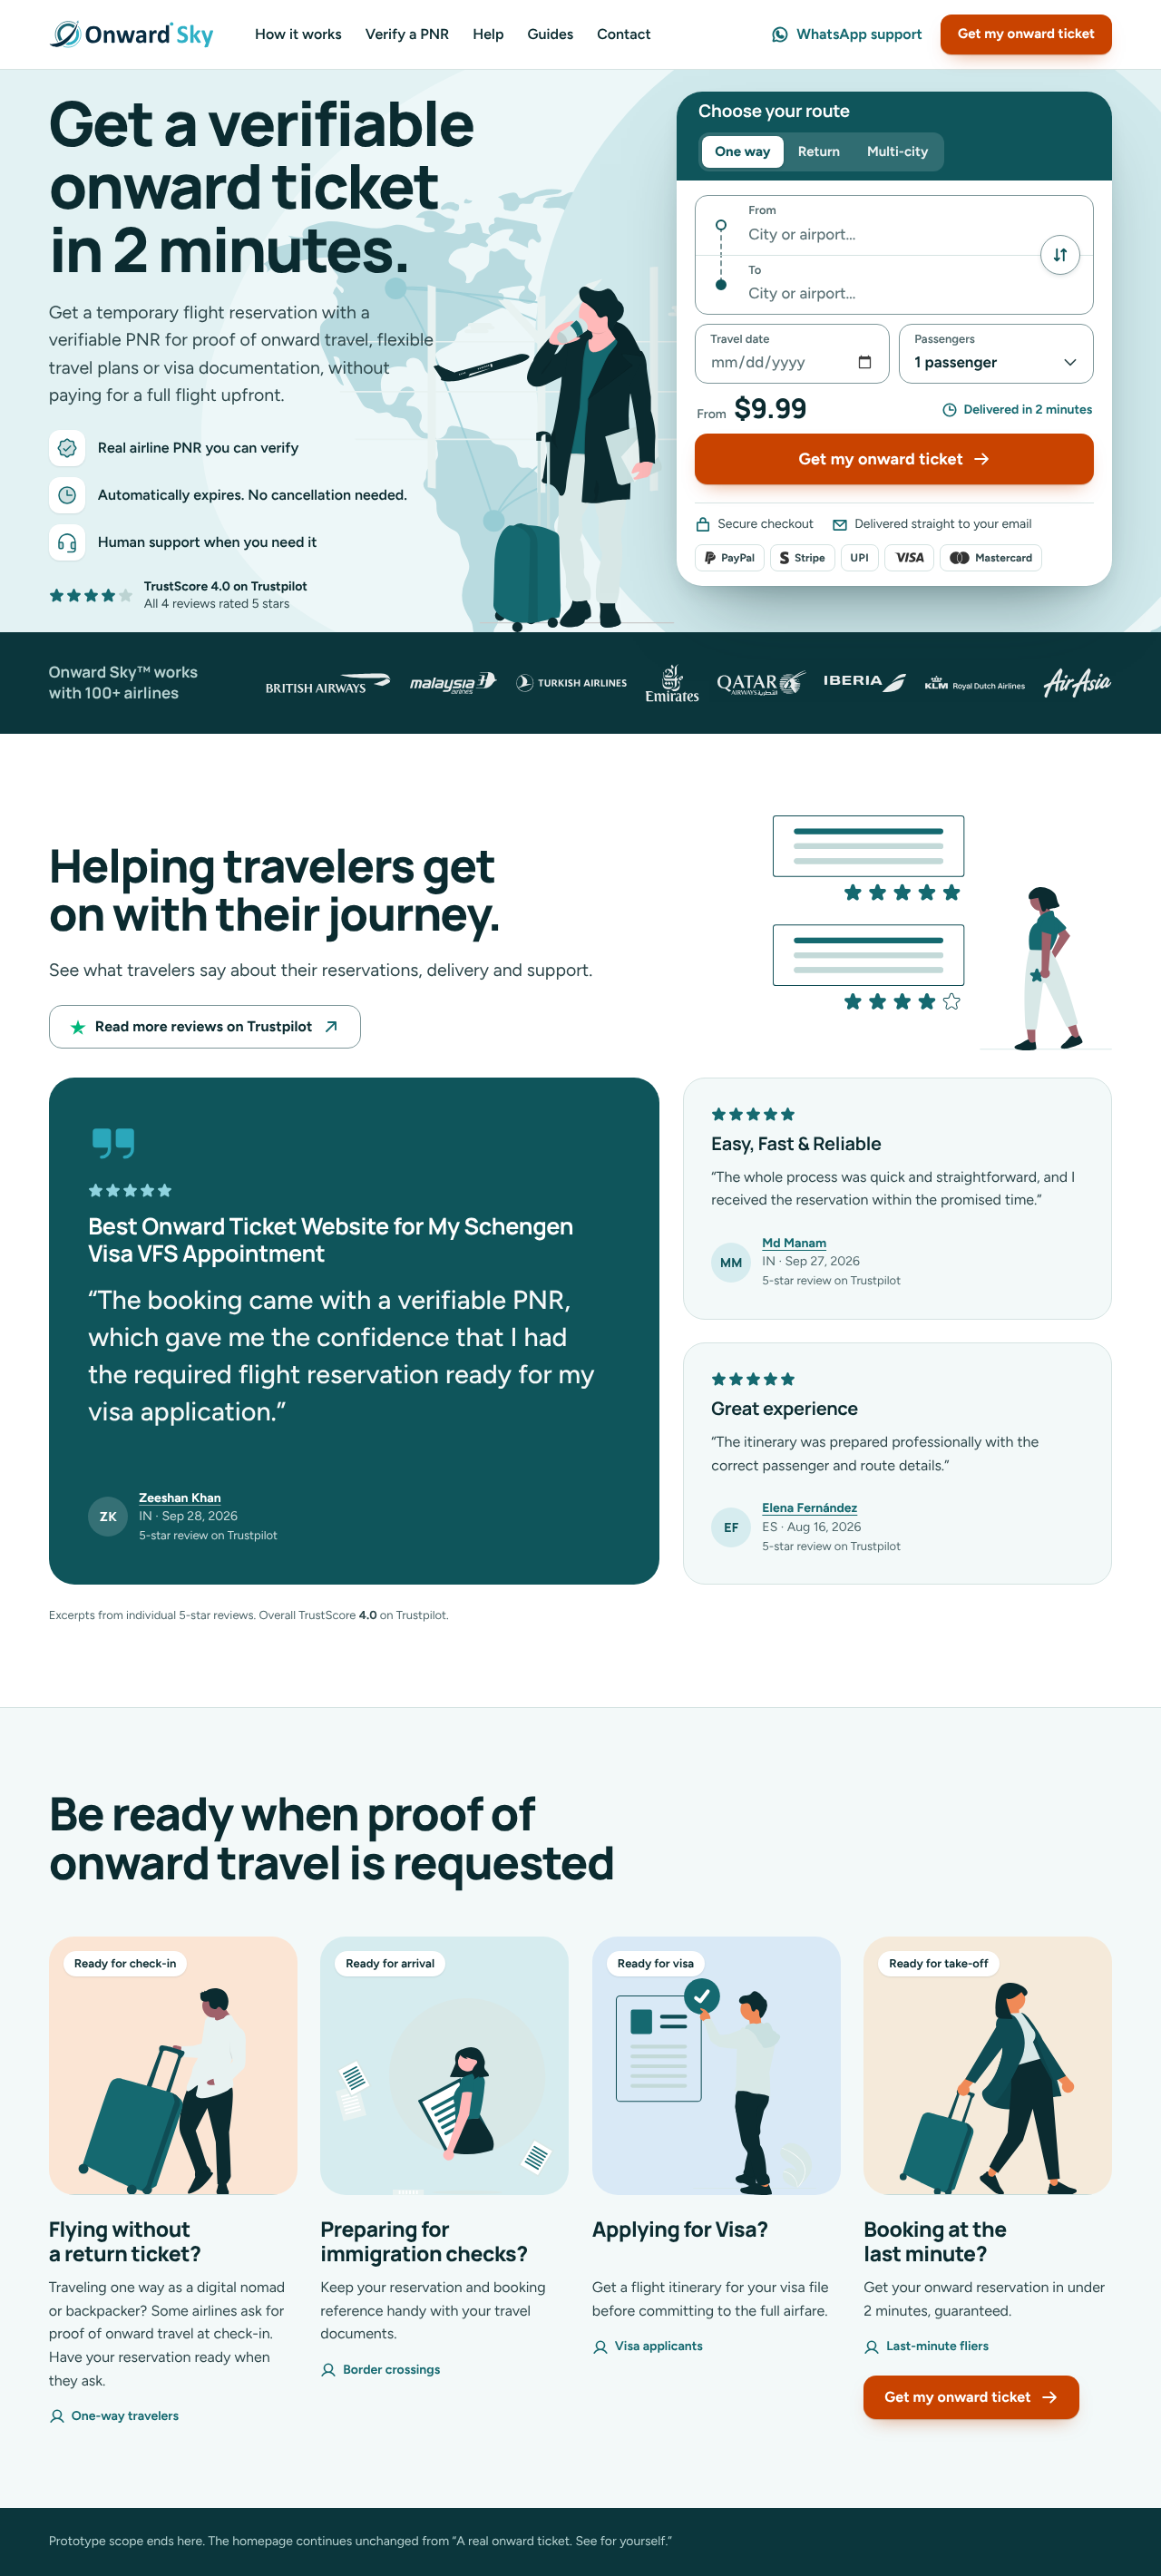 Onward Sky
How it works
Verify a PNR
Help
Guides
Contact
WhatsApp support
Get my onward ticket
Get a verifiable
onward ticket
in 2 minutes.
Get a temporary flight reservation with a
verifiable PNR for proof of onward travel, flexible
travel plans or visa documentation, without
paying for a full flight upfront.
Real airline PNR you can verify
Automatically expires. No cancellation needed.
Human support when you need it
TrustScore 4.0 on Trustpilot
All 4 reviews rated 5 stars
Choose your route
One way
Return
Multi-city
From
City or airport...
To
City or airport...
Travel date
mm/dd/yyyy
Passengers
1 passenger
From $9.99
Delivered in 2 minutes
Get my onward ticket
Secure checkout
Delivered straight to your email
PayPal
Stripe
UPI
VISA
Mastercard
Onward Sky™ works
with 100+ airlines
BRITISH AIRWAYS
malaysia
airlines
TURKISH AIRLINES
Emirates
QATAR
AIRWAYS القطرية
IBERIA
KLM Royal Dutch Airlines
AirAsia
Helping travelers get
on with their journey.
See what travelers say about their reservations, delivery and support.
Read more reviews on Trustpilot
Best Onward Ticket Website for My Schengen
Visa VFS Appointment
“The booking came with a verifiable PNR,
which gave me the confidence that I had
the required flight reservation ready for my
visa application.”
ZK
Zeeshan Khan
IN · Sep 28, 2026
5-star review on Trustpilot
Easy, Fast & Reliable
“The whole process was quick and straightforward, and I
received the reservation within the promised time.”
MM
Md Manam
IN · Sep 27, 2026
5-star review on Trustpilot
Great experience
“The itinerary was prepared professionally with the
correct passenger and route details.”
EF
Elena Fernández
ES · Aug 16, 2026
5-star review on Trustpilot
Excerpts from individual 5-star reviews. Overall TrustScore 4.0 on Trustpilot.
Be ready when proof of
onward travel is requested
Ready for check-in
Flying without
a return ticket?
Traveling one way as a digital nomad
or backpacker? Some airlines ask for
proof of onward travel at check-in.
Have your reservation ready when
they ask.
One-way travelers
Ready for arrival
Preparing for
immigration checks?
Keep your reservation and booking
reference handy with your travel
documents.
Border crossings
Ready for visa
Applying for Visa?
Get a flight itinerary for your visa file
before committing to the full airfare.
Visa applicants
Ready for take-off
Booking at the
last minute?
Get your onward reservation in under
2 minutes, guaranteed.
Last-minute fliers
Get my onward ticket
Prototype scope ends here. The homepage continues unchanged from “A real onward ticket. See for yourself.”